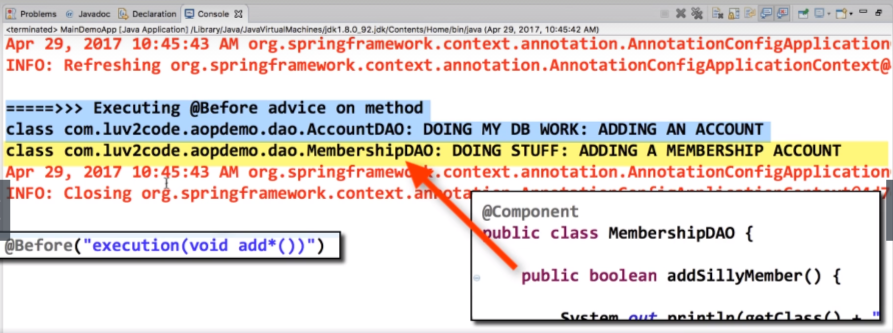 Problems @ Javadoc Declaration Console
<terminated> MainDemoApp [Java Application] /Library/Java/JavaVirtualMachines/jdk1.8.0_92.jdk/Contents/Home/bin/java (Apr 29, 2017 10:45:42 AM)
Apr 29, 2017 10:45:43 AM org.springframework.context.annotation.AnnotationConfigApplication
INFO: Refreshing org.springframework.context.annotation.AnnotationConfigApplicationContext@
=====>>> Executing @Before advice on method
class com.luv2code.aopdemo.dao.AccountDAO: DOING MY DB WORK: ADDING AN ACCOUNT
class com.luv2code.aopdemo.dao.MembershipDAO: DOING STUFF: ADDING A MEMBERSHIP ACCOUNT
Apr 29, 2017 10:45:43 AM org.springframework.context.annotation.AnnotationConfigApplication
INFO: Closing org.springframework.context.
@Before("execution(void add*())")
@Component
public class MembershipDAO {
public boolean addSillyMember() {
System.out.println(getClass() + "